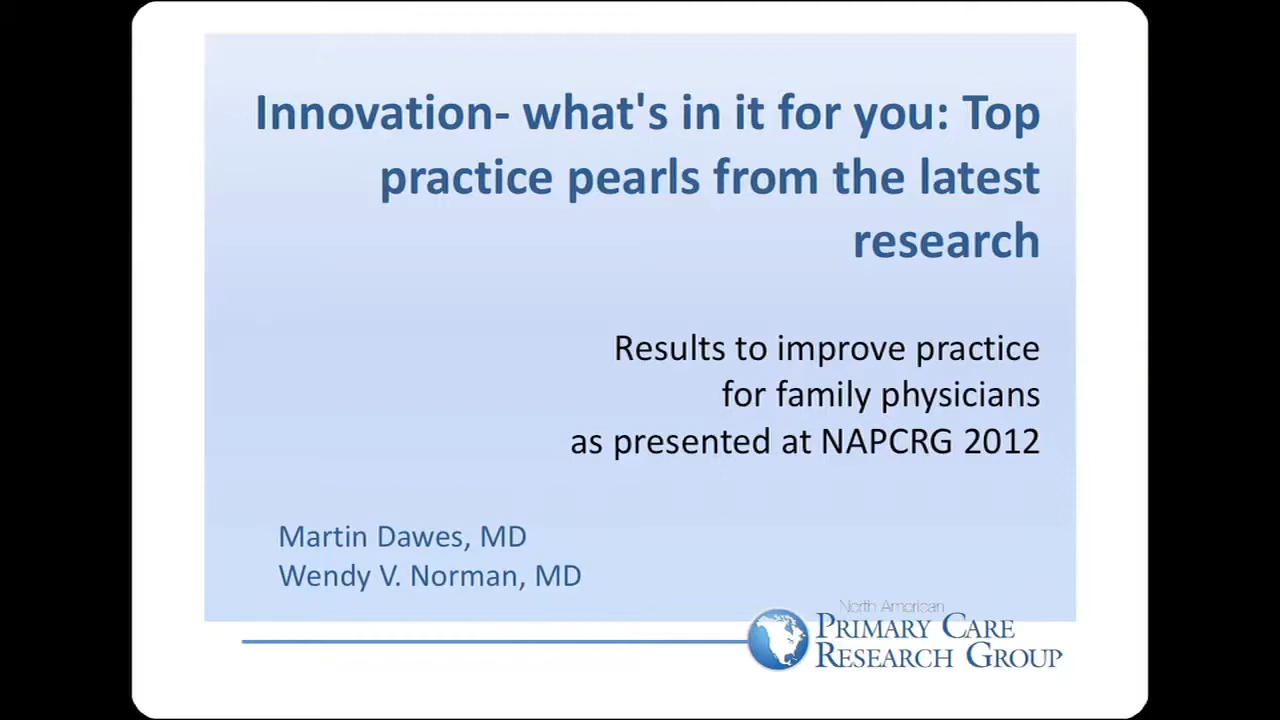 Innovation- what's in it for you: Top
practice pearls from the latest
research
Results to improve practice
for family physicians
as presented at NAPCRG 2012
Martin Dawes, MD
Wendy V. Norman, MD
North American
PRIMARY CARE
RESEARCH GROUP